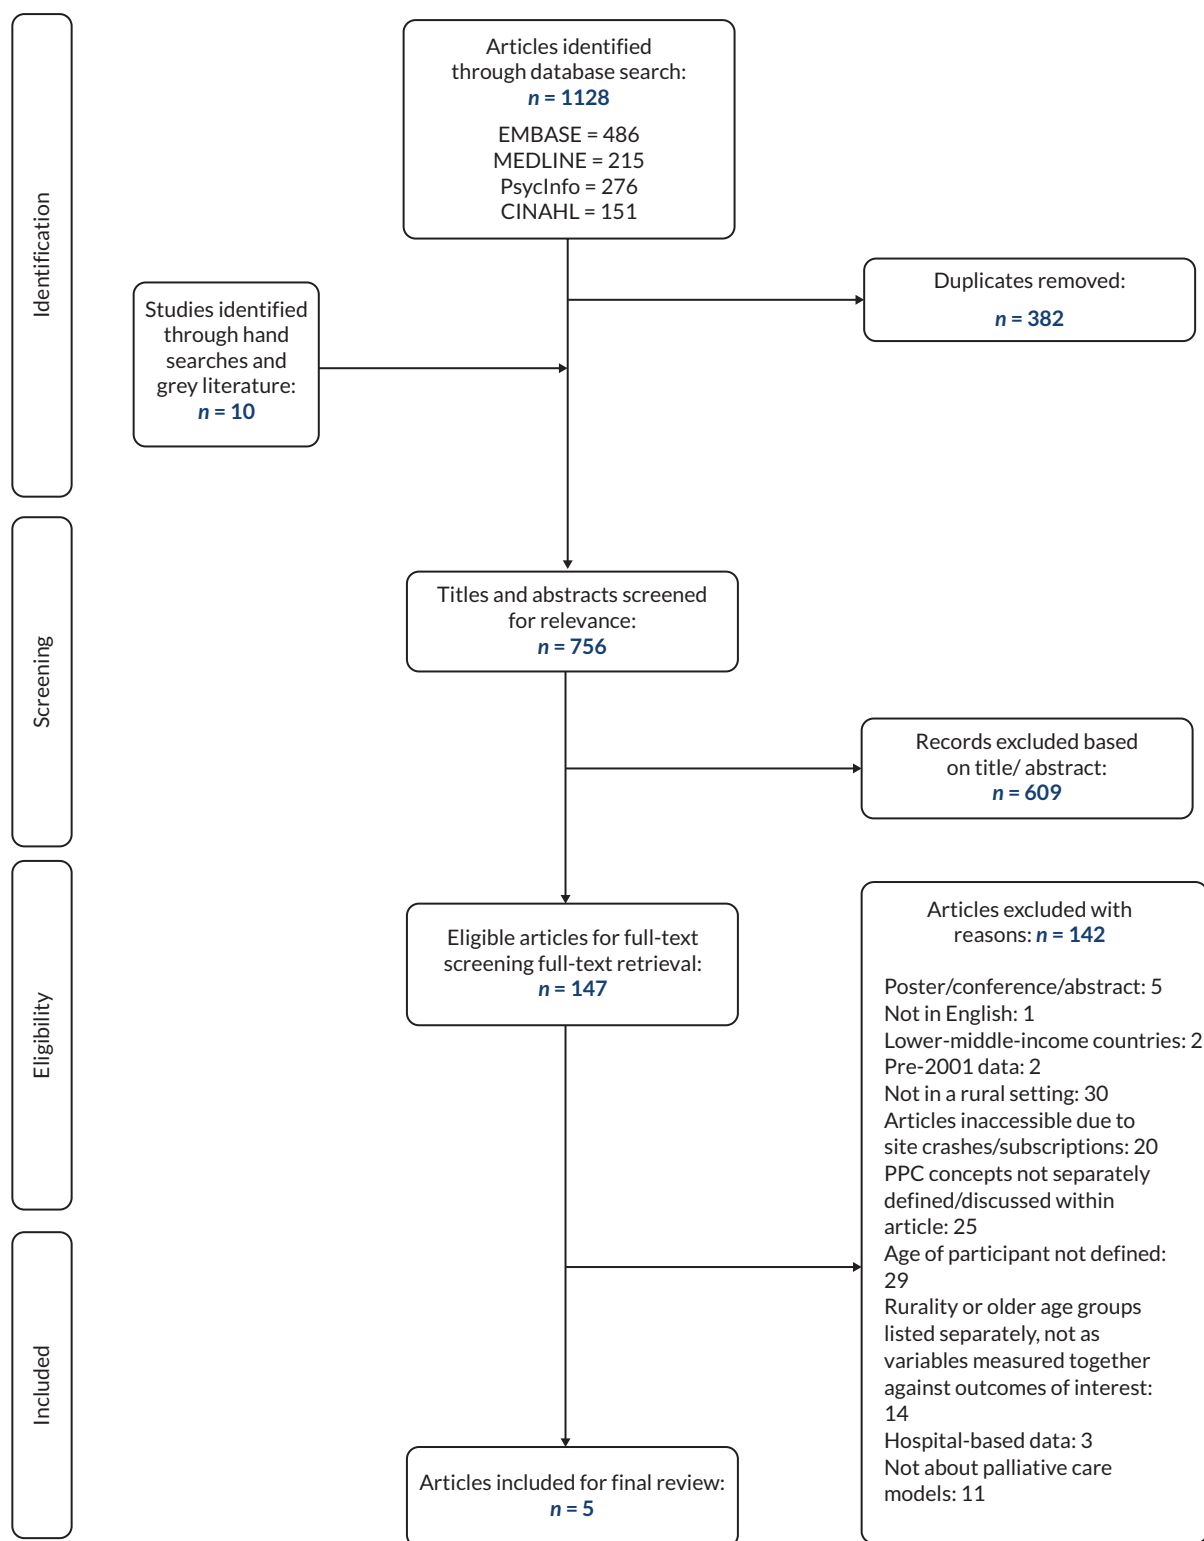 Identification
Articles identified
through database search:
n = 1128
EMBASE = 486
MEDLINE = 215
PsycInfo = 276
CINAHL = 151
Duplicates removed:
n = 382
Studies identified
through hand
searches and
grey literature:
n = 10
Screening
Titles and abstracts screened
for relevance:
n = 756
Records excluded based
on title/ abstract:
n = 609
Eligibility
Eligible articles for full-text
screening full-text retrieval:
n = 147
Articles excluded with
reasons: n = 142
Poster/conference/abstract: 5
Not in English: 1
Lower-middle-income countries: 2
Pre-2001 data: 2
Not in a rural setting: 30
Articles inaccessible due to
site crashes/subscriptions: 20
PPC concepts not separately
defined/discussed within
article: 25
Age of participant not defined:
29
Rurality or older age groups
listed separately, not as
variables measured together
against outcomes of interest:
14
Hospital-based data: 3
Not about palliative care
models: 11
Included
Articles included for final review:
n = 5